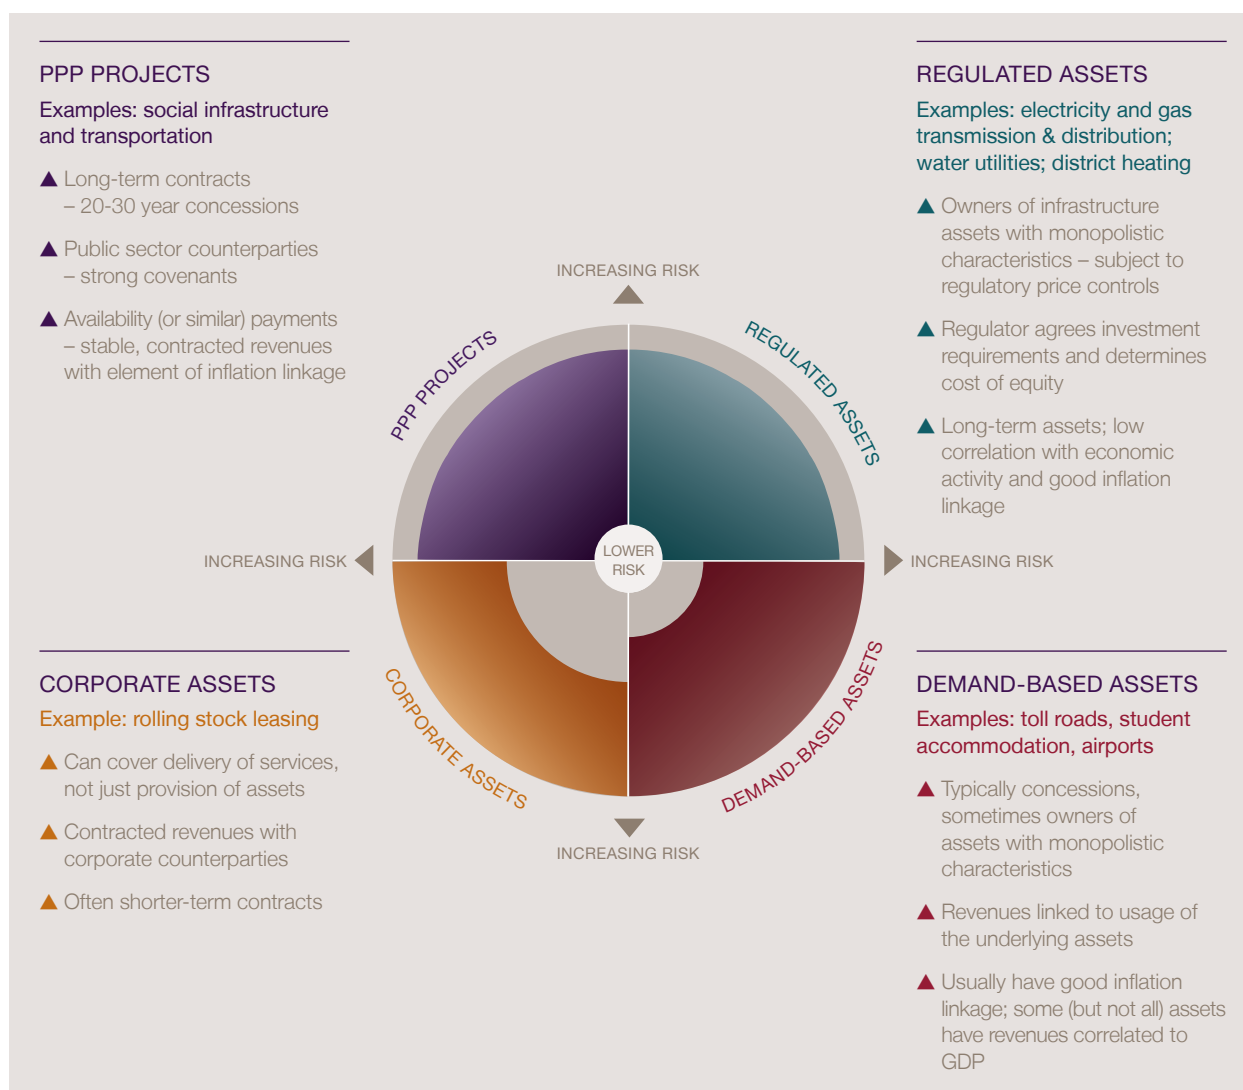 PPP PROJECTS
Examples: social infrastructure
and transportation
Long-term contracts
– 20-30 year concessions
Public sector counterparties
– strong covenants
Availability (or similar) payments
– stable, contracted revenues
with element of inflation linkage
REGULATED ASSETS
Examples: electricity and gas
transmission & distribution;
water utilities; district heating
Owners of infrastructure
assets with monopolistic
characteristics – subject to
regulatory price controls
Regulator agrees investment
requirements and determines
cost of equity
Long-term assets; low
correlation with economic
activity and good inflation
linkage
INCREASING RISK
PPP PROJECTS
REGULATED ASSETS
INCREASING RISK
LOWER
RISK
INCREASING RISK
CORPORATE ASSETS
DEMAND-BASED ASSETS
INCREASING RISK
CORPORATE ASSETS
Example: rolling stock leasing
Can cover delivery of services,
not just provision of assets
Contracted revenues with
corporate counterparties
Often shorter-term contracts
DEMAND-BASED ASSETS
Examples: toll roads, student
accommodation, airports
Typically concessions,
sometimes owners of
assets with monopolistic
characteristics
Revenues linked to usage of
the underlying assets
Usually have good inflation
linkage; some (but not all) assets
have revenues correlated to
GDP